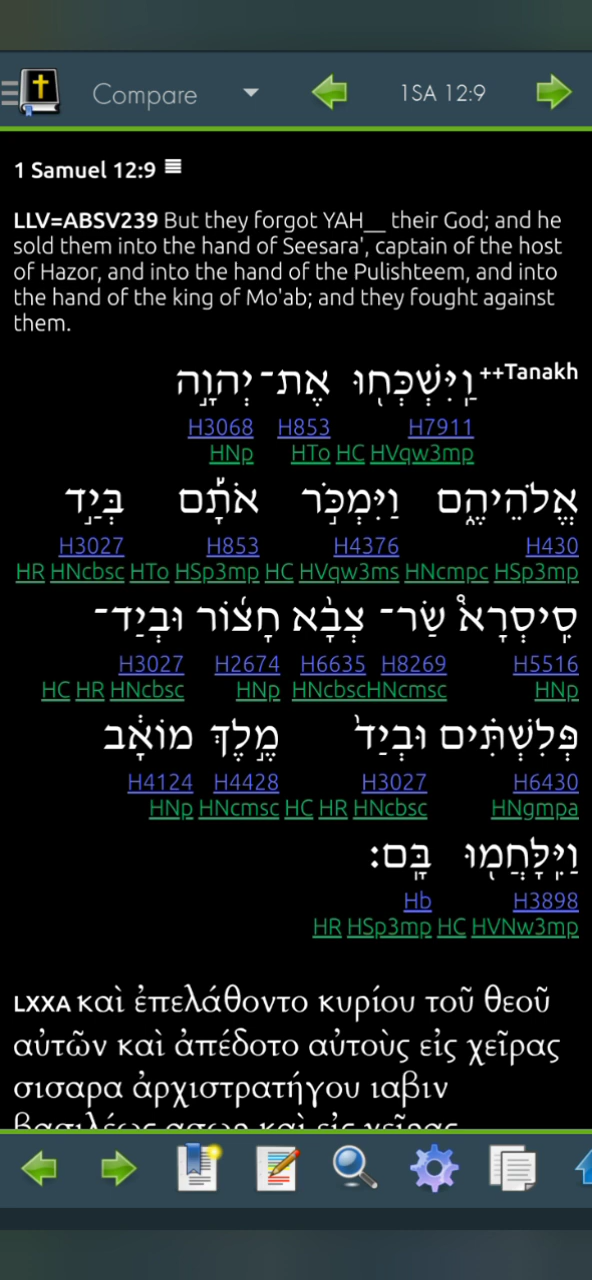 Compare
1SA 12:9
1 Samuel 12:9
LLV=ABSV239 But they forgot YAH__ their God; and he
sold them into the hand of Seesara', captain of the host
of Hazor, and into the hand of the Pulishteem, and into
the hand of the king of Mo'ab; and they fought against
them.
++Tanakh וַֽיִּשְׁכְּח֖וּ אֶת־יְהוָ֣ה
H3068 H853 H7911
HNp HTo HC HVqw3mp
אֱלֹהֵיהֶ֑ם וַיִּמְכֹּ֣ר אֹתָ֡ם בְּיַ֣ד
H3027 H853 H4376 H430
HR HNcbsc HTo HSp3mp HC HVqw3ms HNcmpc HSp3mp
סִֽיסְרָא֩ שַׂר־ צְבָ֨א חָצ֜וֹר וּבְיַד־
H3027 H2674 H6635 H8269 H5516
HC HR HNcbsc HNp HNcbscHNcmsc HNp
פְּלִשְׁתִּ֗ים וּבְיַד֙ מֶ֣לֶךְ מוֹאָ֔ב
H4124 H4428 H3027 H6430
HNp HNcmsc HC HR HNcbsc HNgmpa
וַיִּֽלָּחֲמ֖וּ בָּֽם׃
Hb H3898
HR HSp3mp HC HVNw3mp
LXXA καὶ ἐπελάθοντο κυρίου τοῦ θεοῦ
αὐτῶν καὶ ἀπέδοτο αὐτοὺς εἰς χεῖρας
σισαρα ἀρχιστρατήγου ιαβιν
βασιλέως ασωρ καὶ εἰς χεῖρας